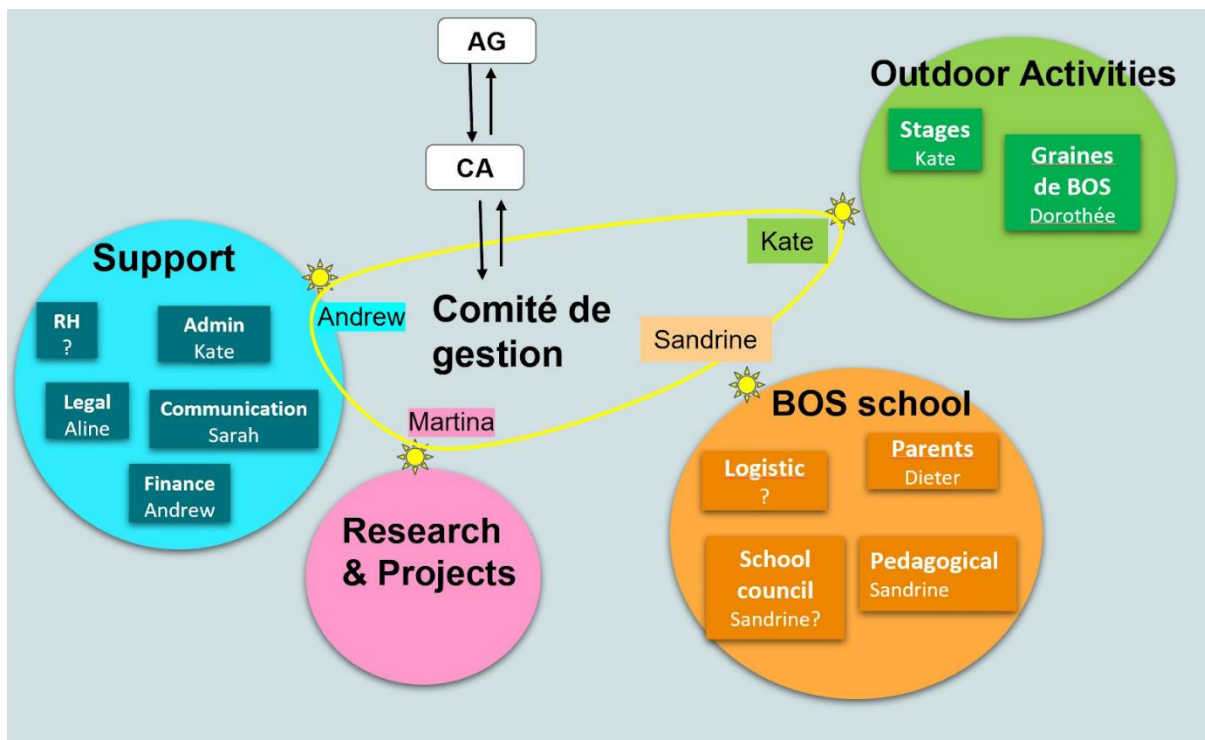 AG
CA
Comité de
gestion
Andrew
Martina
Sandrine
Kate
Support
RH
?
Admin
Kate
Legal
Aline
Communication
Sarah
Finance
Andrew
Research
& Projects
Outdoor Activities
Stages
Kate
Graines
de BOS
Dorothée
BOS school
Logistic
?
Parents
Dieter
School
council
Sandrine?
Pedagogical
Sandrine